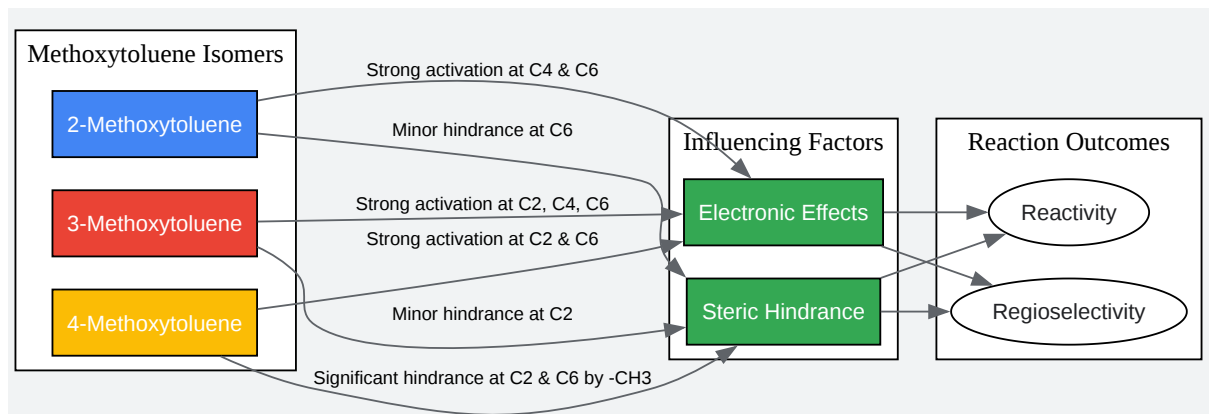 Methoxytoluene Isomers
2-Methoxytoluene
3-Methoxytoluene
4-Methoxytoluene
Strong activation at C4 & C6
Minor hindrance at C6
Strong activation at C2, C4, C6
Strong activation at C2 & C6
Minor hindrance at C2
Significant hindrance at C2 & C6 by -CH3
Influencing Factors
Electronic Effects
Steric Hindrance
Reaction Outcomes
Reactivity
Regioselectivity